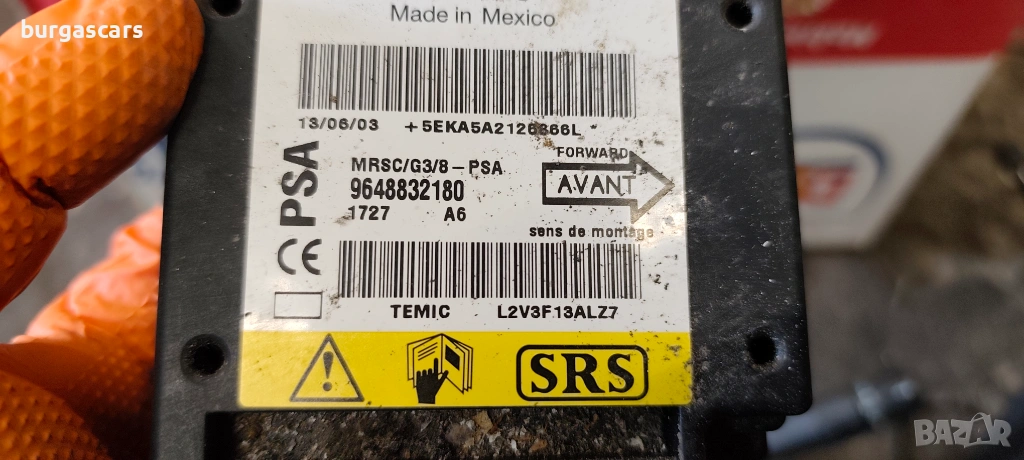 burgascars
Made in Mexico
13/06/03 +5EKA5A2126866L
MRSC/G3/8-PSA
9648832180
1727 A6
PSA
CE
FORWARD
AVANT
sens de montage
TEMIC L2V3F13ALZ7
SRS
BAZAR